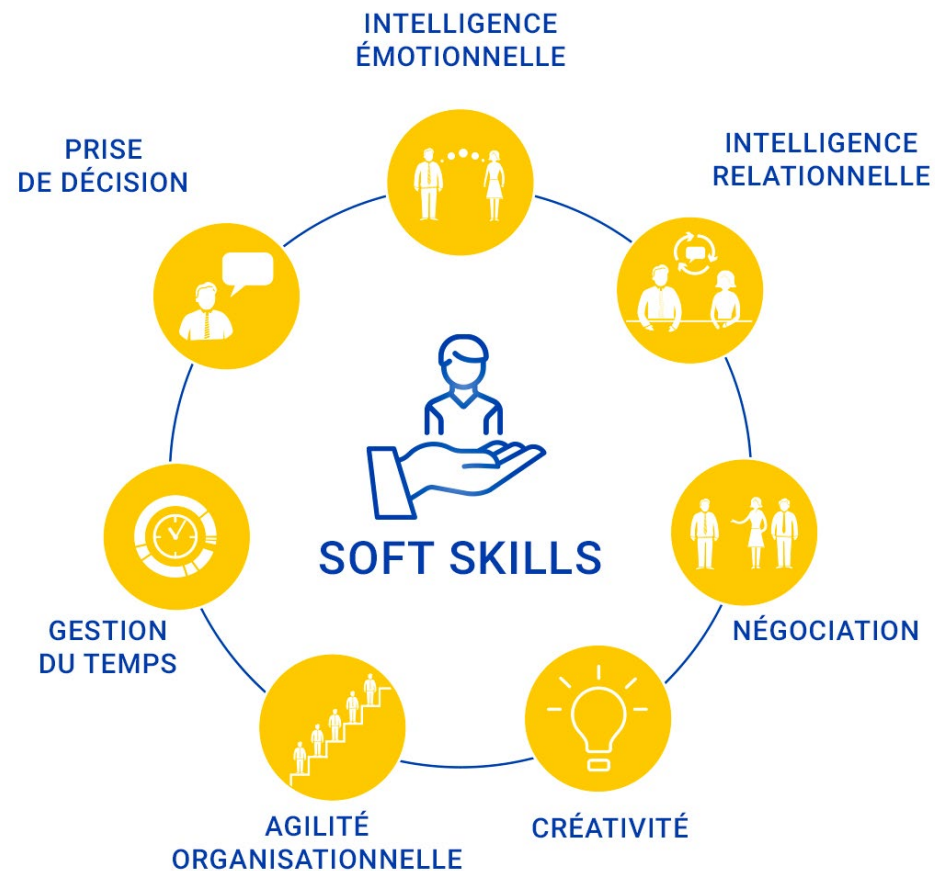 INTELLIGENCE
ÉMOTIONNELLE
PRISE
DE DÉCISION
INTELLIGENCE
RELATIONNELLE
SOFT SKILLS
GESTION
DU TEMPS
NÉGOCIATION
AGILITÉ
ORGANISATIONNELLE
CRÉATIVITÉ